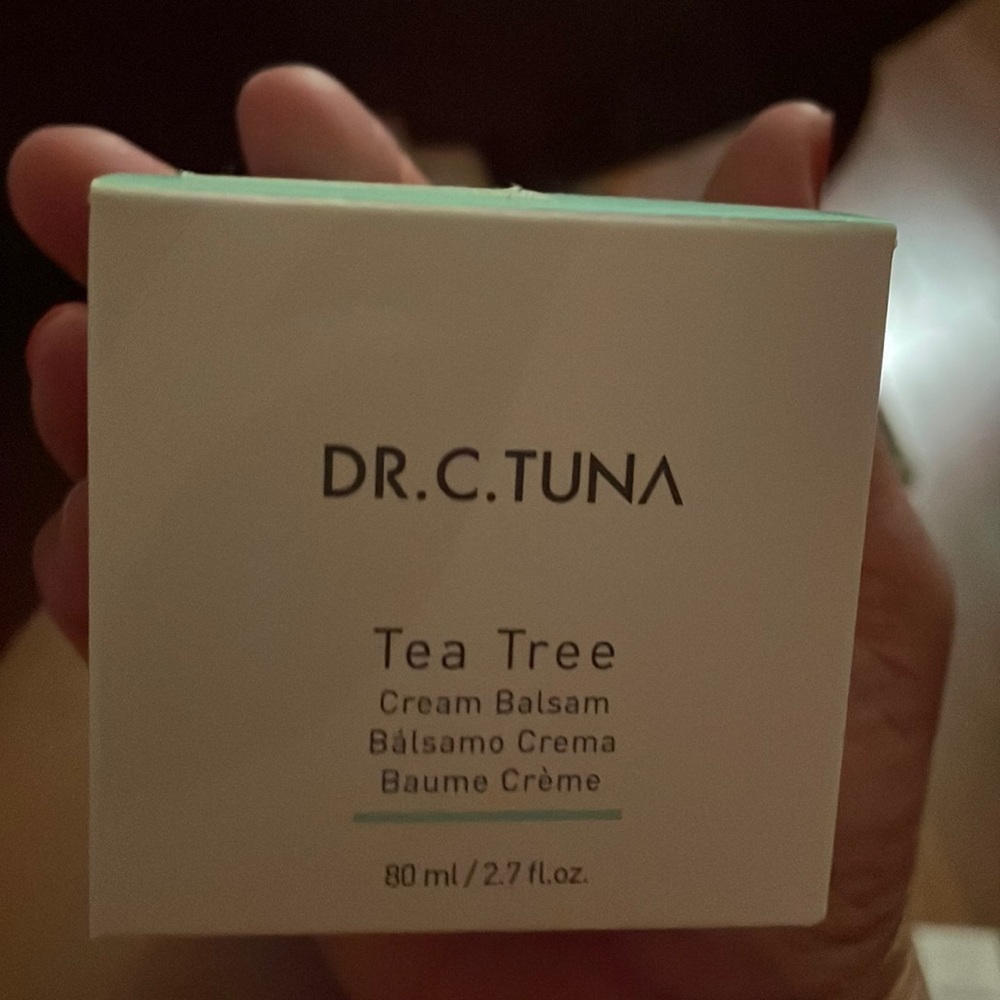 DR.C.TUNA
Tea Tree
Cream Balsam
Bálsamo Crema
Baume Crème
80 ml / 2.7 fl.oz.